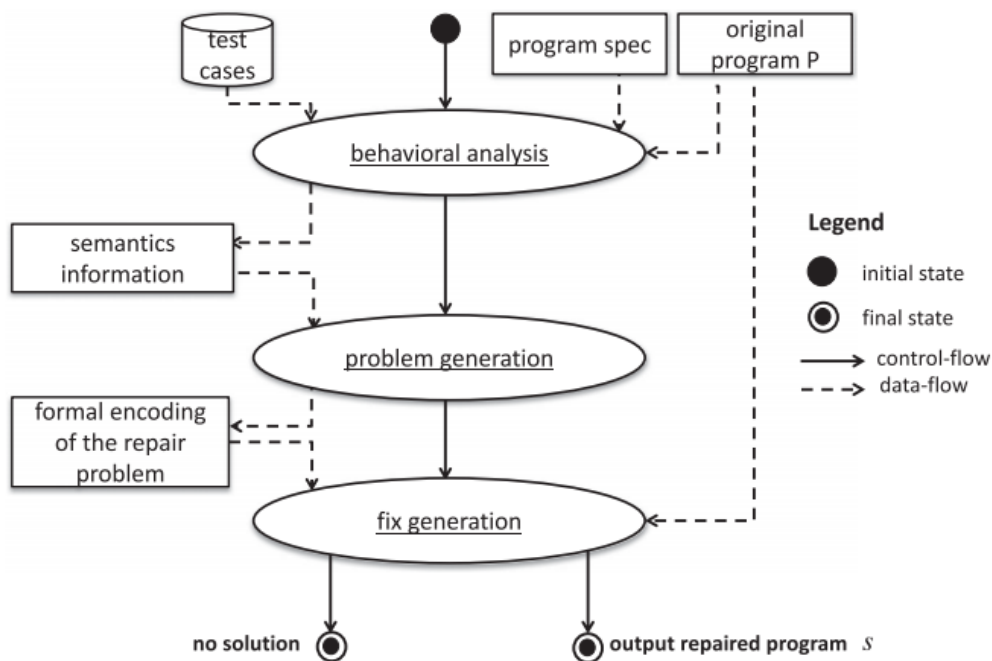 test
cases
program spec
original
program P
behavioral analysis
semantics
information
Legend
initial state
final state
control-flow
data-flow
problem generation
formal encoding
of the repair
problem
fix generation
no solution
output repaired program s